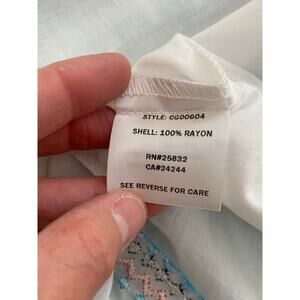 STYLE: CG00604
SHELL: 100% RAYON
RN#25832
CA#24244
SEE REVERSE FOR CARE